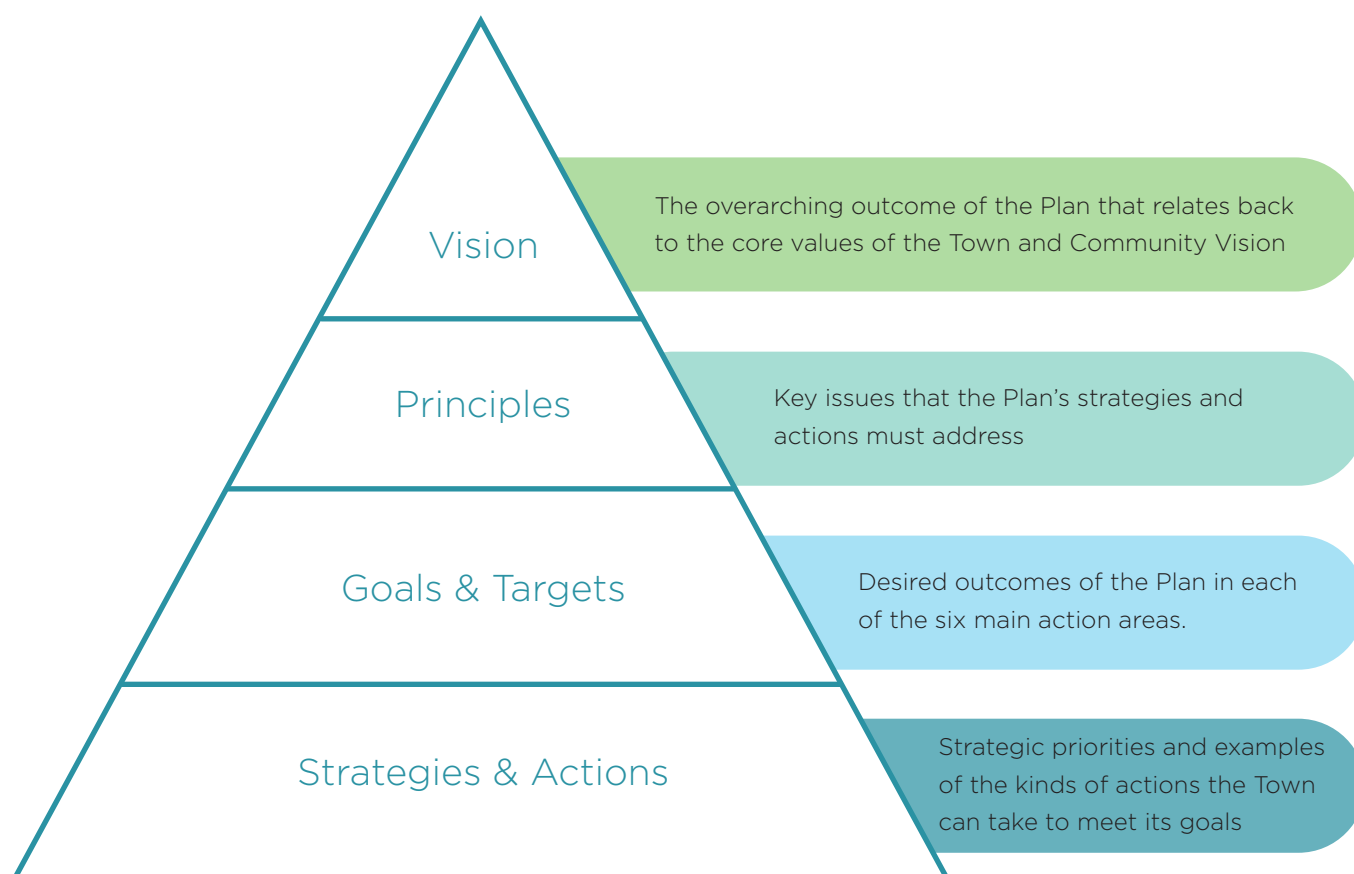 Vision
The overarching outcome of the Plan that relates back
to the core values of the Town and Community Vision
Principles
Key issues that the Plan’s strategies and
actions must address
Goals & Targets
Desired outcomes of the Plan in each
of the six main action areas.
Strategies & Actions
Strategic priorities and examples
of the kinds of actions the Town
can take to meet its goals